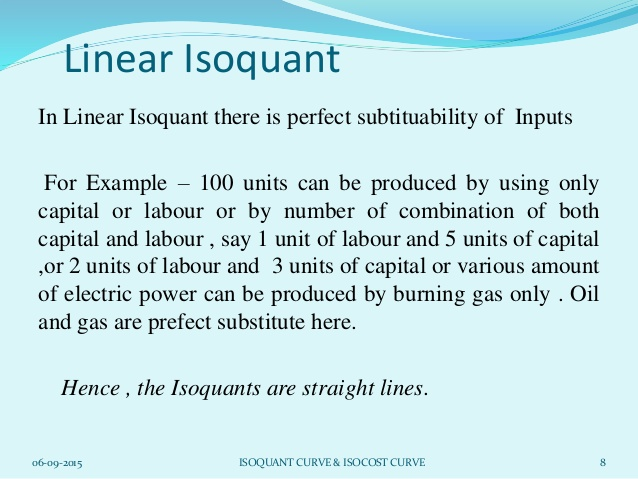 Linear Isoquant
In Linear Isoquant there is perfect subtituability of Inputs
For Example – 100 units can be produced by using only
capital or labour or by number of combination of both
capital and labour , say 1 unit of labour and 5 units of capital
,or 2 units of labour and 3 units of capital or various amount
of electric power can be produced by burning gas only . Oil
and gas are prefect substitute here.
Hence , the Isoquants are straight lines.
06-09-2015 ISOQUANT CURVE & ISOCOST CURVE 8